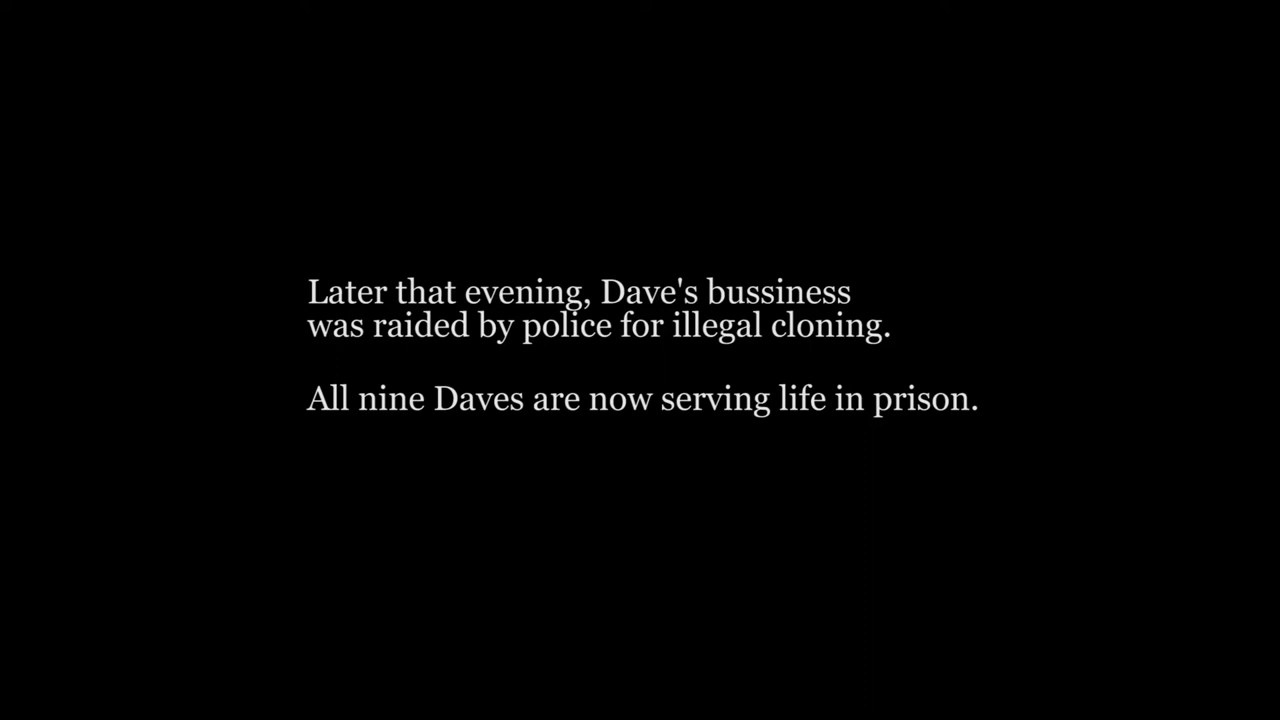 Later that evening, Dave's bussiness
was raided by police for illegal cloning.
All nine Daves are now serving life in prison.